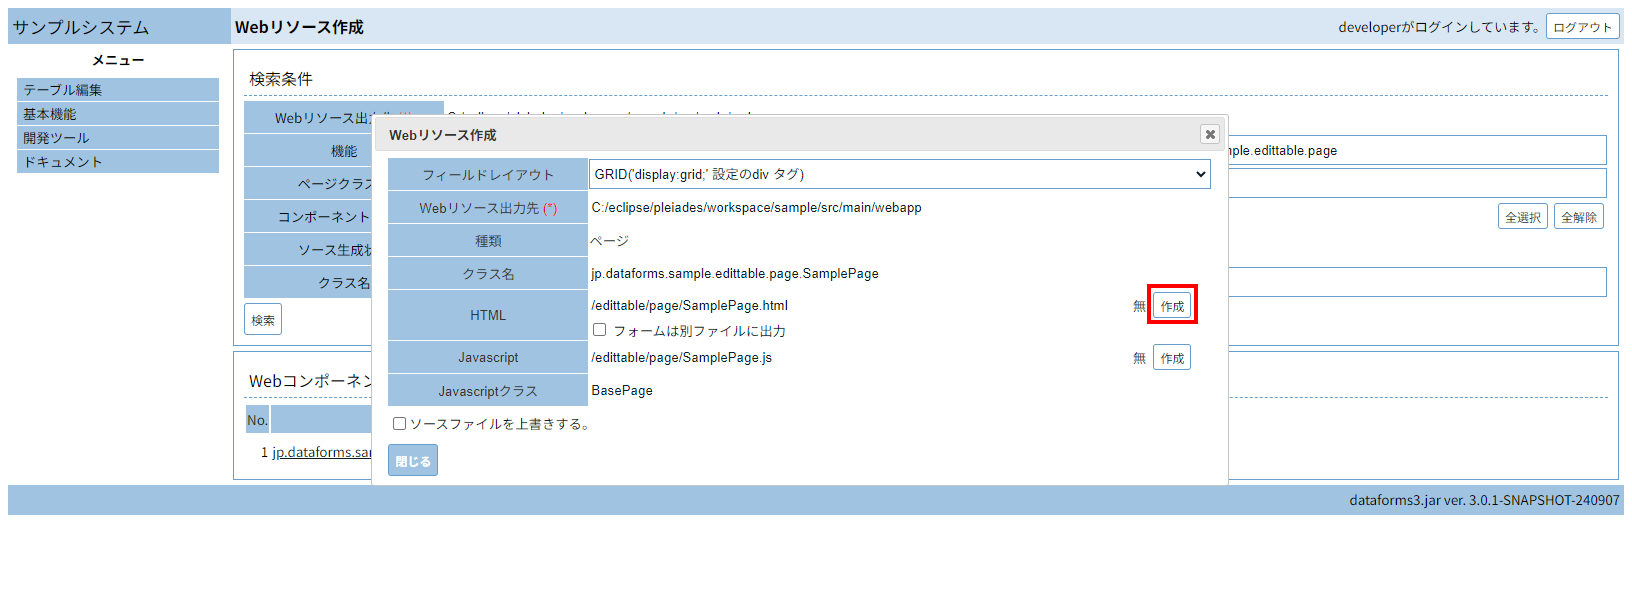 サンプルシステム
Webリソース作成
developerがログインしています。
ログアウト
メニュー
テーブル編集
基本機能
開発ツール
ドキュメント
検索条件
Webリソース出
機能
ページクラス
コンポーネント
ソース生成
クラス名
mple.edittable.page
全選択 全解除
検索
Webリソース作成
フィールドレイアウト GRID('display:grid;' 設定のdiv タグ)
Webリソース出力先 (*) C:/eclipse/pleiades/workspace/sample/src/main/webapp
種類 ページ
クラス名 jp.dataforms.sample.edittable.page.SamplePage
HTML /edittable/page/SamplePage.html 無 作成
フォームは別ファイルに出力
Javascript /edittable/page/SamplePage.js 無 作成
Javascriptクラス BasePage
ソースファイルを上書きする。
閉じる
Webコンポーネン
No.
1 jp.dataforms.sa
dataforms3.jar ver. 3.0.1-SNAPSHOT-240907